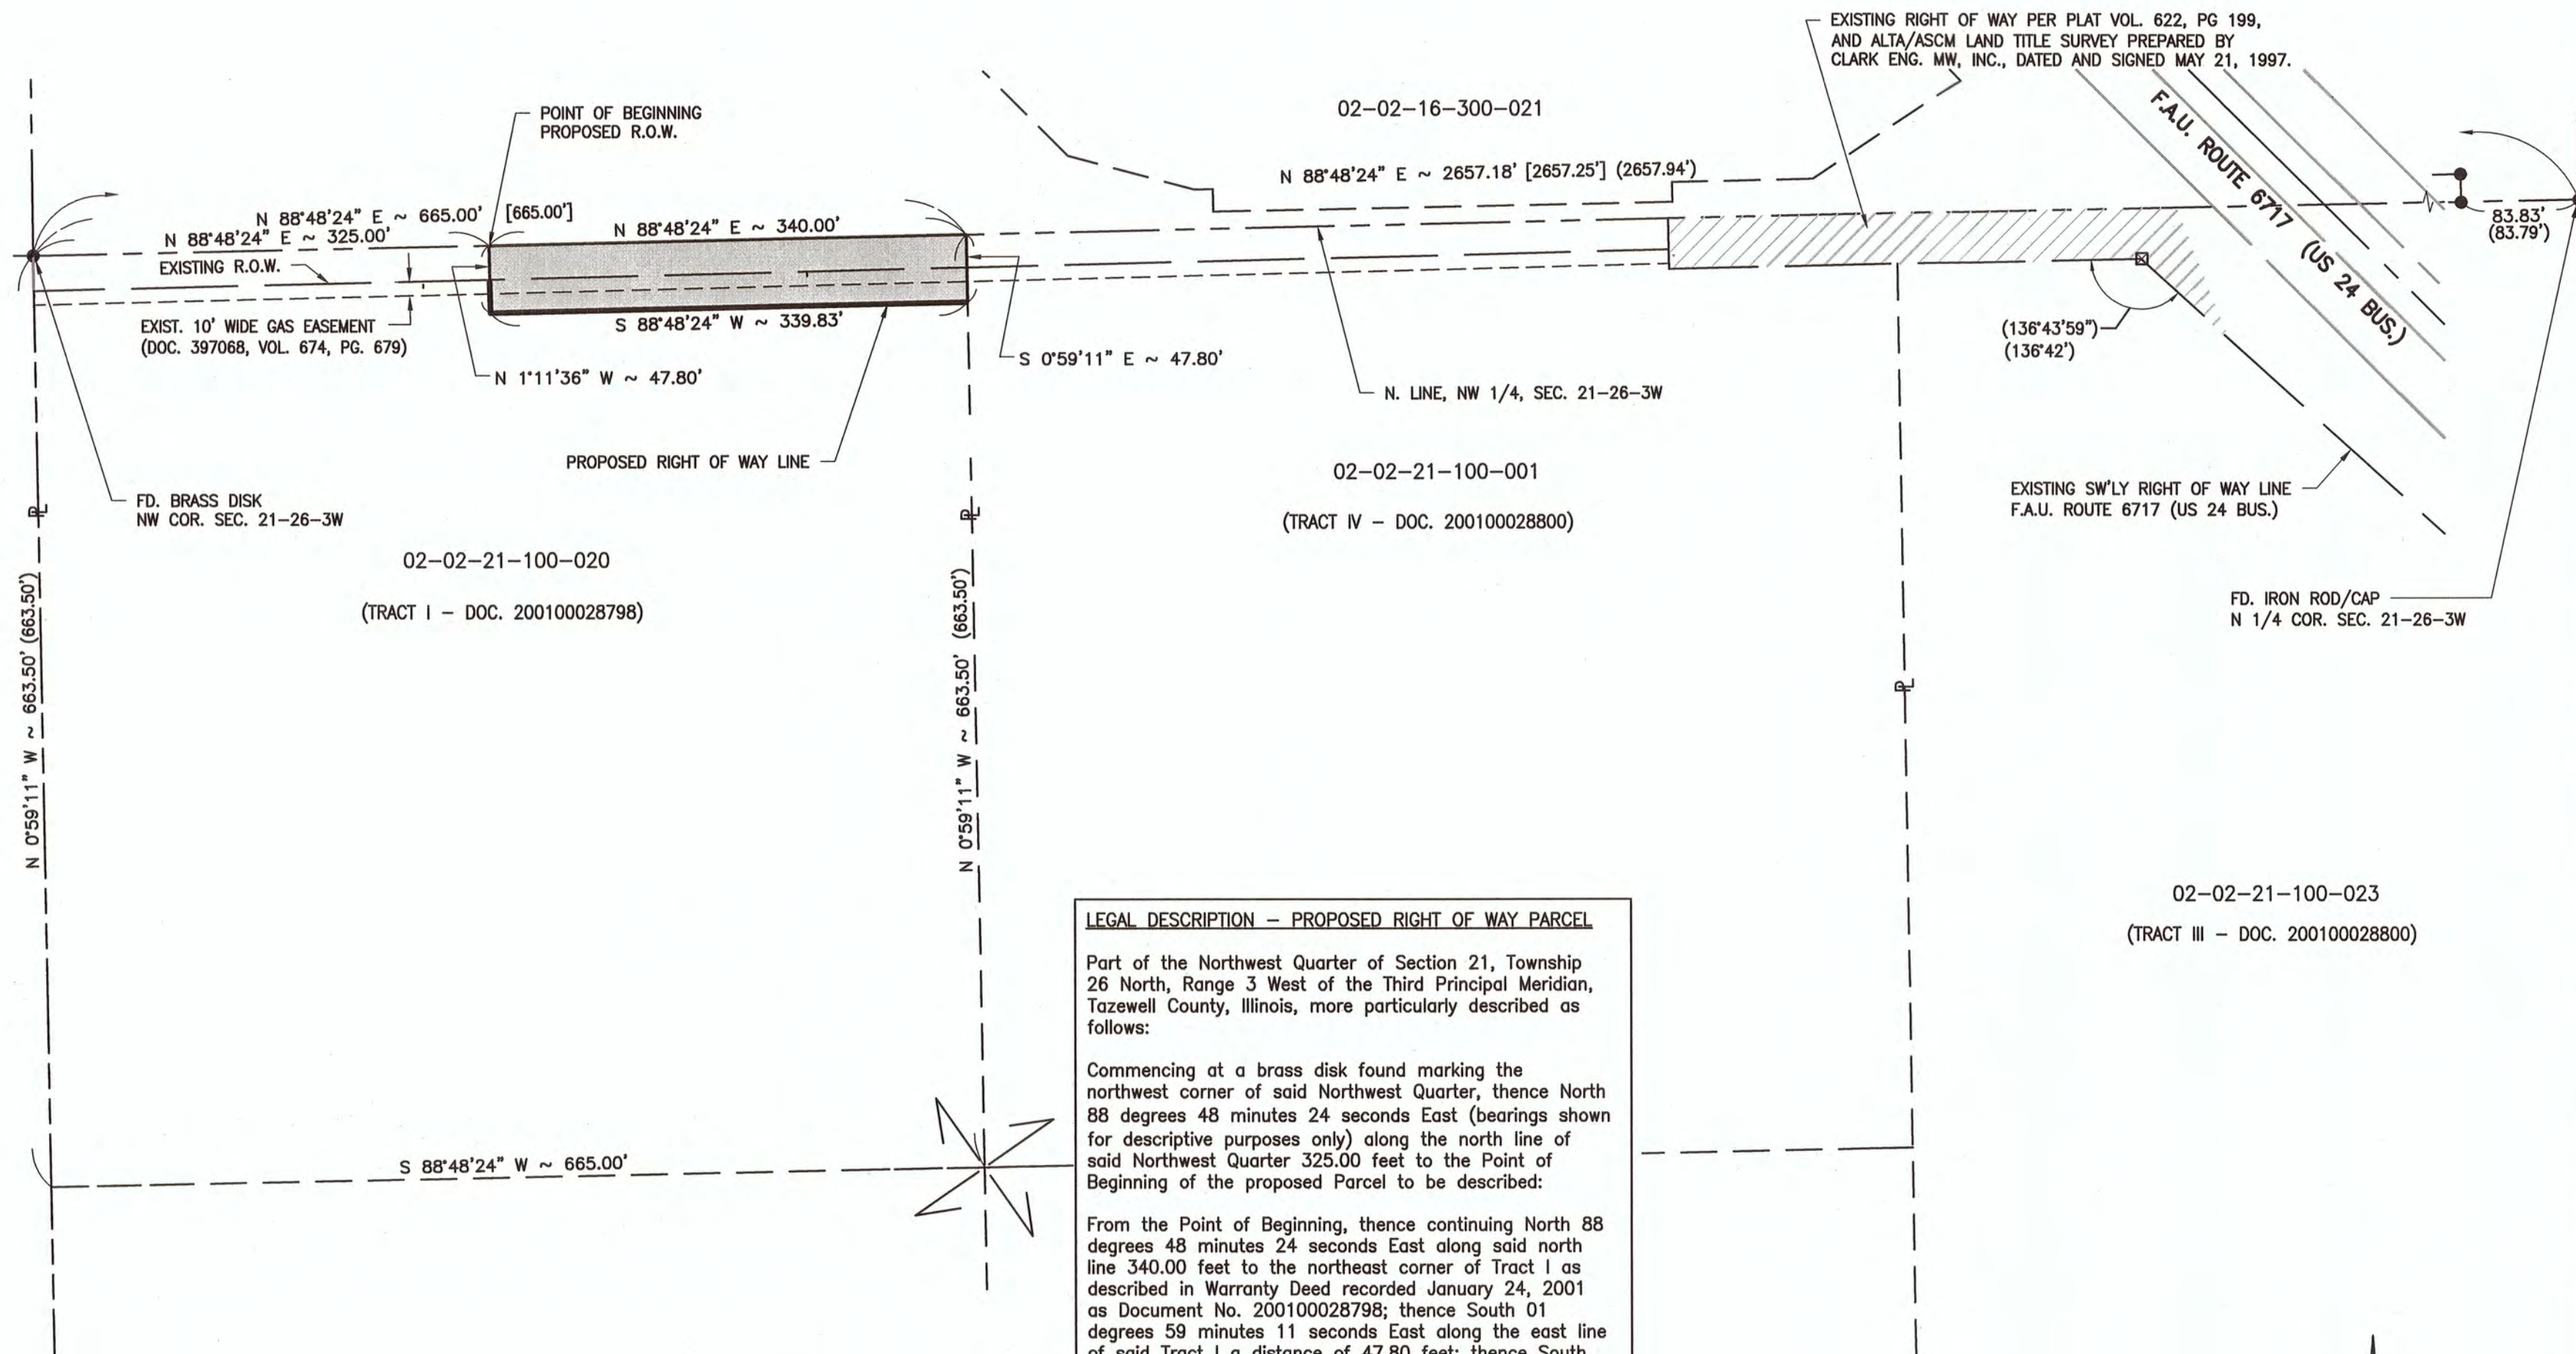 EXISTING RIGHT OF WAY PER PLAT VOL. 622, PG 199,
AND ALTA/ASCM LAND TITLE SURVEY PREPARED BY
CLARK ENG. MW, INC., DATED AND SIGNED MAY 21, 1997.
POINT OF BEGINNING
PROPOSED R.O.W.
02-02-16-300-021
F.A.U. ROUTE 6717 (US 24 BUS.)
N 88°48'24" E ~ 2657.18' [2657.25'] (2657.94')
N 88°48'24" E ~ 665.00' [665.00']
N 88°48'24" E ~ 325.00'
N 88°48'24" E ~ 340.00'
83.83'
(83.79')
EXISTING R.O.W.
EXIST. 10' WIDE GAS EASEMENT
(DOC. 397068, VOL. 674, PG. 679)
S 88°48'24" W ~ 339.83'
(136°43'59")
(136°42')
S 0°59'11" E ~ 47.80'
N 1°11'36" W ~ 47.80'
N. LINE, NW 1/4, SEC. 21-26-3W
PROPOSED RIGHT OF WAY LINE
FD. BRASS DISK
NW COR. SEC. 21-26-3W
PL
PL
02-02-21-100-001
(TRACT IV - DOC. 200100028800)
EXISTING SW'LY RIGHT OF WAY LINE
F.A.U. ROUTE 6717 (US 24 BUS.)
02-02-21-100-020
(TRACT I - DOC. 200100028798)
FD. IRON ROD/CAP
N 1/4 COR. SEC. 21-26-3W
N 0°59'11" W ~ 663.50' (663.50')
N 0°59'11" W ~ 663.50' (663.50')
PL
02-02-21-100-023
(TRACT III - DOC. 200100028800)
S 88°48'24" W ~ 665.00'
LEGAL DESCRIPTION - PROPOSED RIGHT OF WAY PARCEL
Part of the Northwest Quarter of Section 21, Township
26 North, Range 3 West of the Third Principal Meridian,
Tazewell County, Illinois, more particularly described as
follows:
Commencing at a brass disk found marking the
northwest corner of said Northwest Quarter, thence North
88 degrees 48 minutes 24 seconds East (bearings shown
for descriptive purposes only) along the north line of
said Northwest Quarter 325.00 feet to the Point of
Beginning of the proposed Parcel to be described:
From the Point of Beginning, thence continuing North 88
degrees 48 minutes 24 seconds East along said north
line 340.00 feet to the northeast corner of Tract I as
described in Warranty Deed recorded January 24, 2001
as Document No. 200100028798; thence South 01
degrees 59 minutes 11 seconds East along the east line
of said Tract I a distance of 47.80 feet; thence South